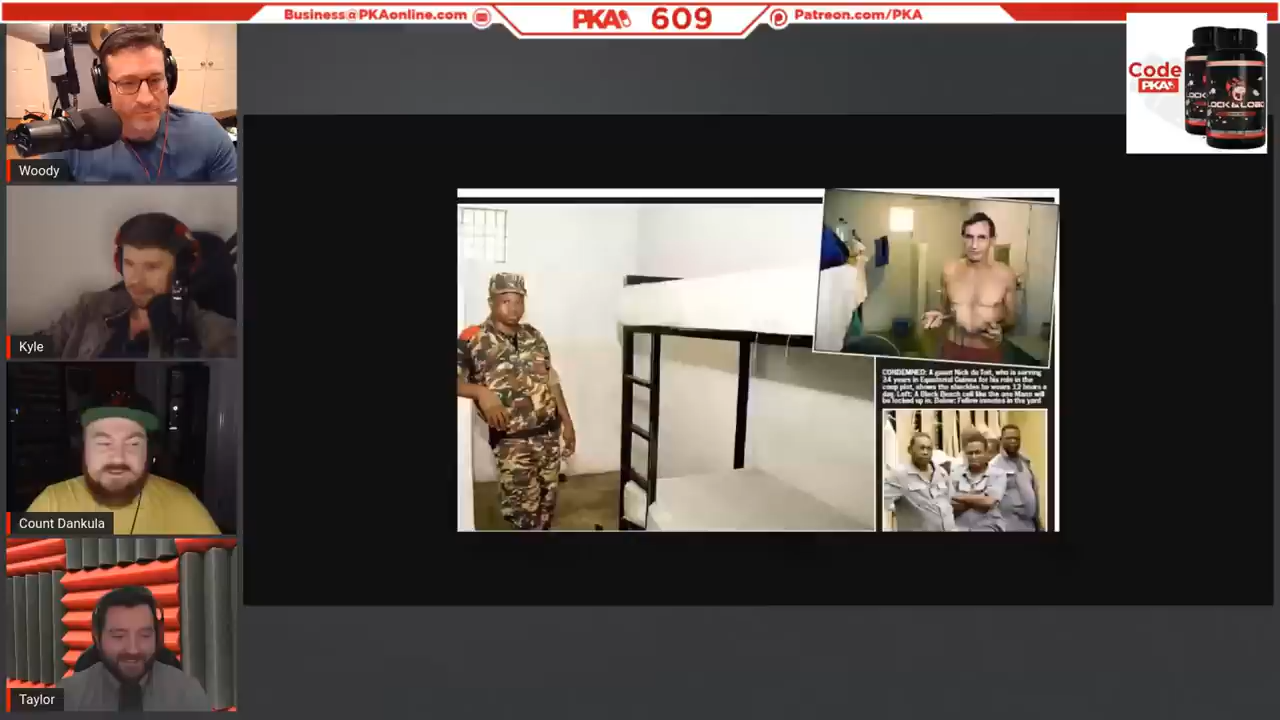 Business@PKAonline.com
PKA 609
Patreon.com/PKA
Code
PKA
LOCK & LOAD
Woody
Kyle
Count Dankula
Taylor
CONDEMNED: A gaunt Nick du Toit, who is serving
34 years in Equatorial Guinea for his role in the
coup plot, shows the shackles he wears 12 hours a
day. Left: A Black Beach cell like the one Mann will
be locked up in. Below: Fellow inmates in the yard